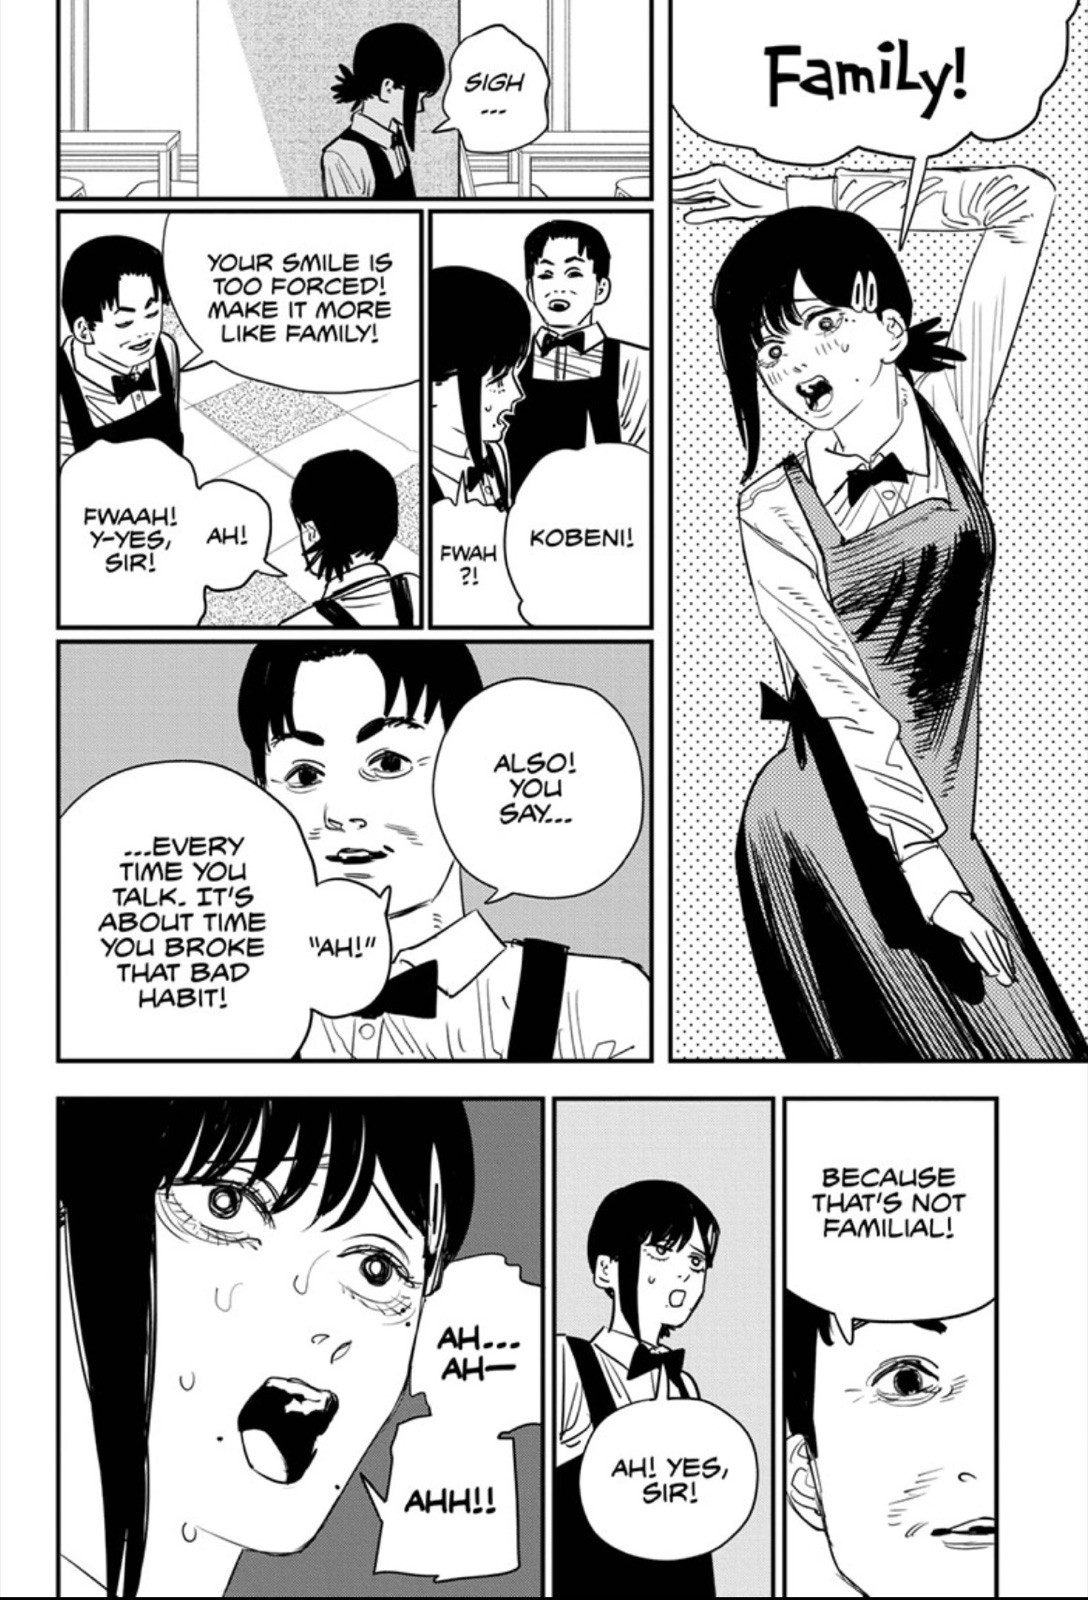 Family!
SIGH
...
KOBENI!
FWAH
?!
YOUR SMILE IS
TOO FORCED!
MAKE IT MORE
LIKE FAMILY!
AH!
FWAAH!
Y-YES,
SIR!
ALSO!
YOU
SAY...
"AH!"
...EVERY
TIME YOU
TALK. IT'S
ABOUT TIME
YOU BROKE
THAT BAD
HABIT!
BECAUSE
THAT'S NOT
FAMILIAL!
AH! YES,
SIR!
AH...
AH—
AHH!!